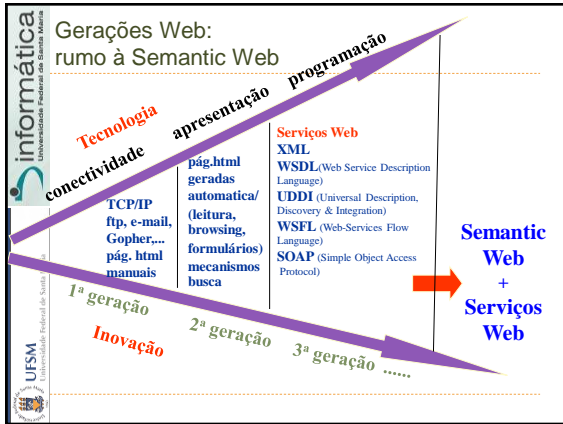 Gerações Web:
rumo à Semantic Web
informática
Universidade Federal de Santa Maria
Tecnologia
conectividade
apresentação
programação
TCP/IP
ftp, e-mail,
Gopher,...
pág. html
manuais
pág.html
geradas
automatica/
(leitura,
browsing,
formulários)
mecanismos
busca
Serviços Web
XML
WSDL (Web Service Description
Language)
UDDI (Universal Description,
Discovery & Integration)
WSFL (Web-Services Flow
Language)
SOAP (Simple Object Access
Protocol)
Semantic
Web
+
Serviços
Web
1ª geração
2ª geração
3ª geração ......
Inovação
UFSM
Universidade Federal de Santa Maria